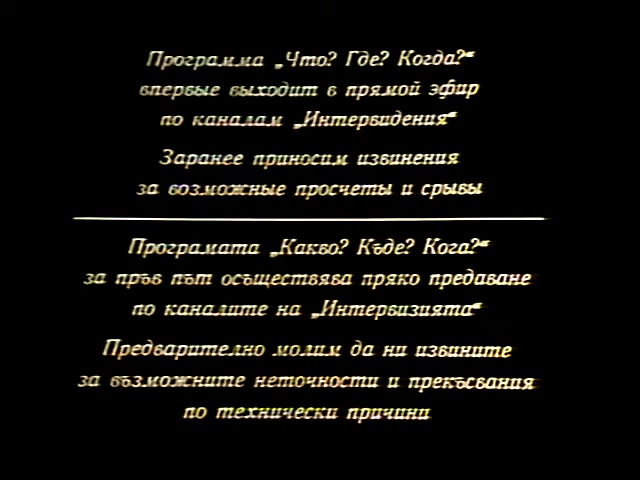 Программа „Что? Где? Когда?“
впервые выходит в прямой эфир
по каналам „Интервидения“
Заранее приносим извинения
за возможные просчеты и срывы
Програмата „Какво? Къде? Кога?“
за пръв път осъществява пряко предаване
по каналите на „Интервизията“
Предварително молим да ни извините
за възможните неточности и прекъсвания
по технически причини